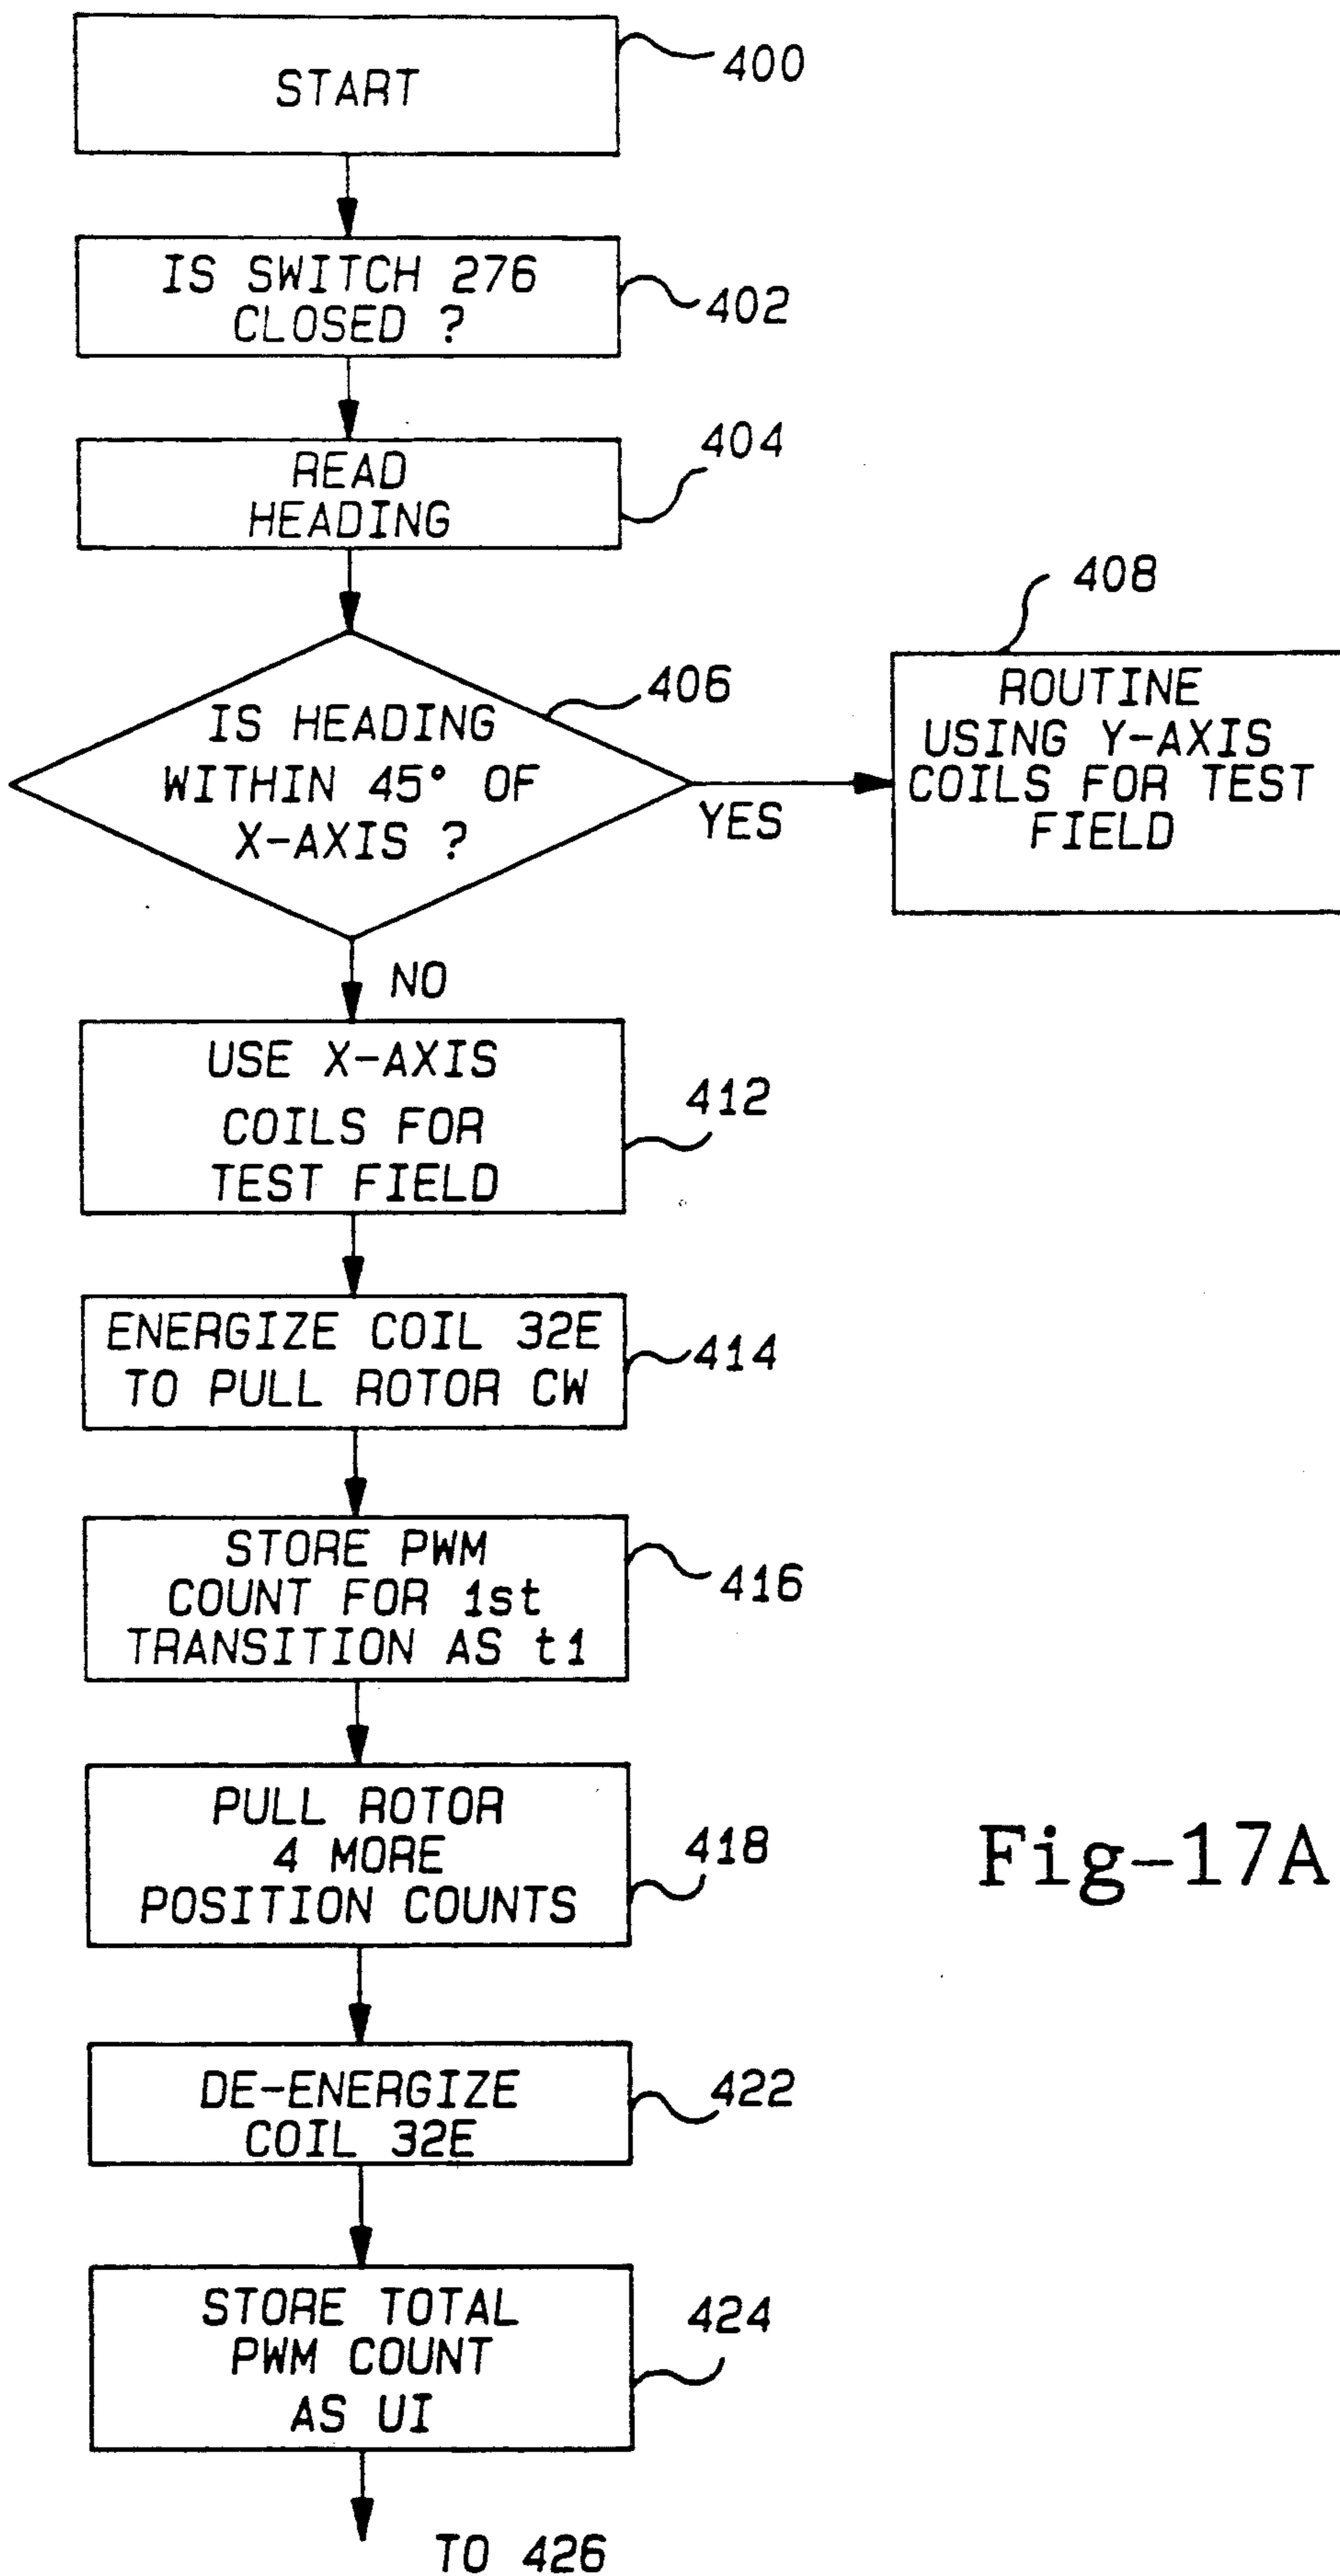 START
400
IS SWITCH 276
CLOSED ?
402
READ
HEADING
404
IS HEADING
WITHIN 45° OF
X-AXIS ?
406
YES
408
ROUTINE
USING Y-AXIS
COILS FOR TEST
FIELD
NO
USE X-AXIS
COILS FOR
TEST FIELD
412
ENERGIZE COIL 32E
TO PULL ROTOR CW
414
STORE PWM
COUNT FOR 1st
TRANSITION AS t1
416
PULL ROTOR
4 MORE
POSITION COUNTS
418
Fig-17A
DE-ENERGIZE
COIL 32E
422
STORE TOTAL
PWM COUNT
AS UI
424
TO 426